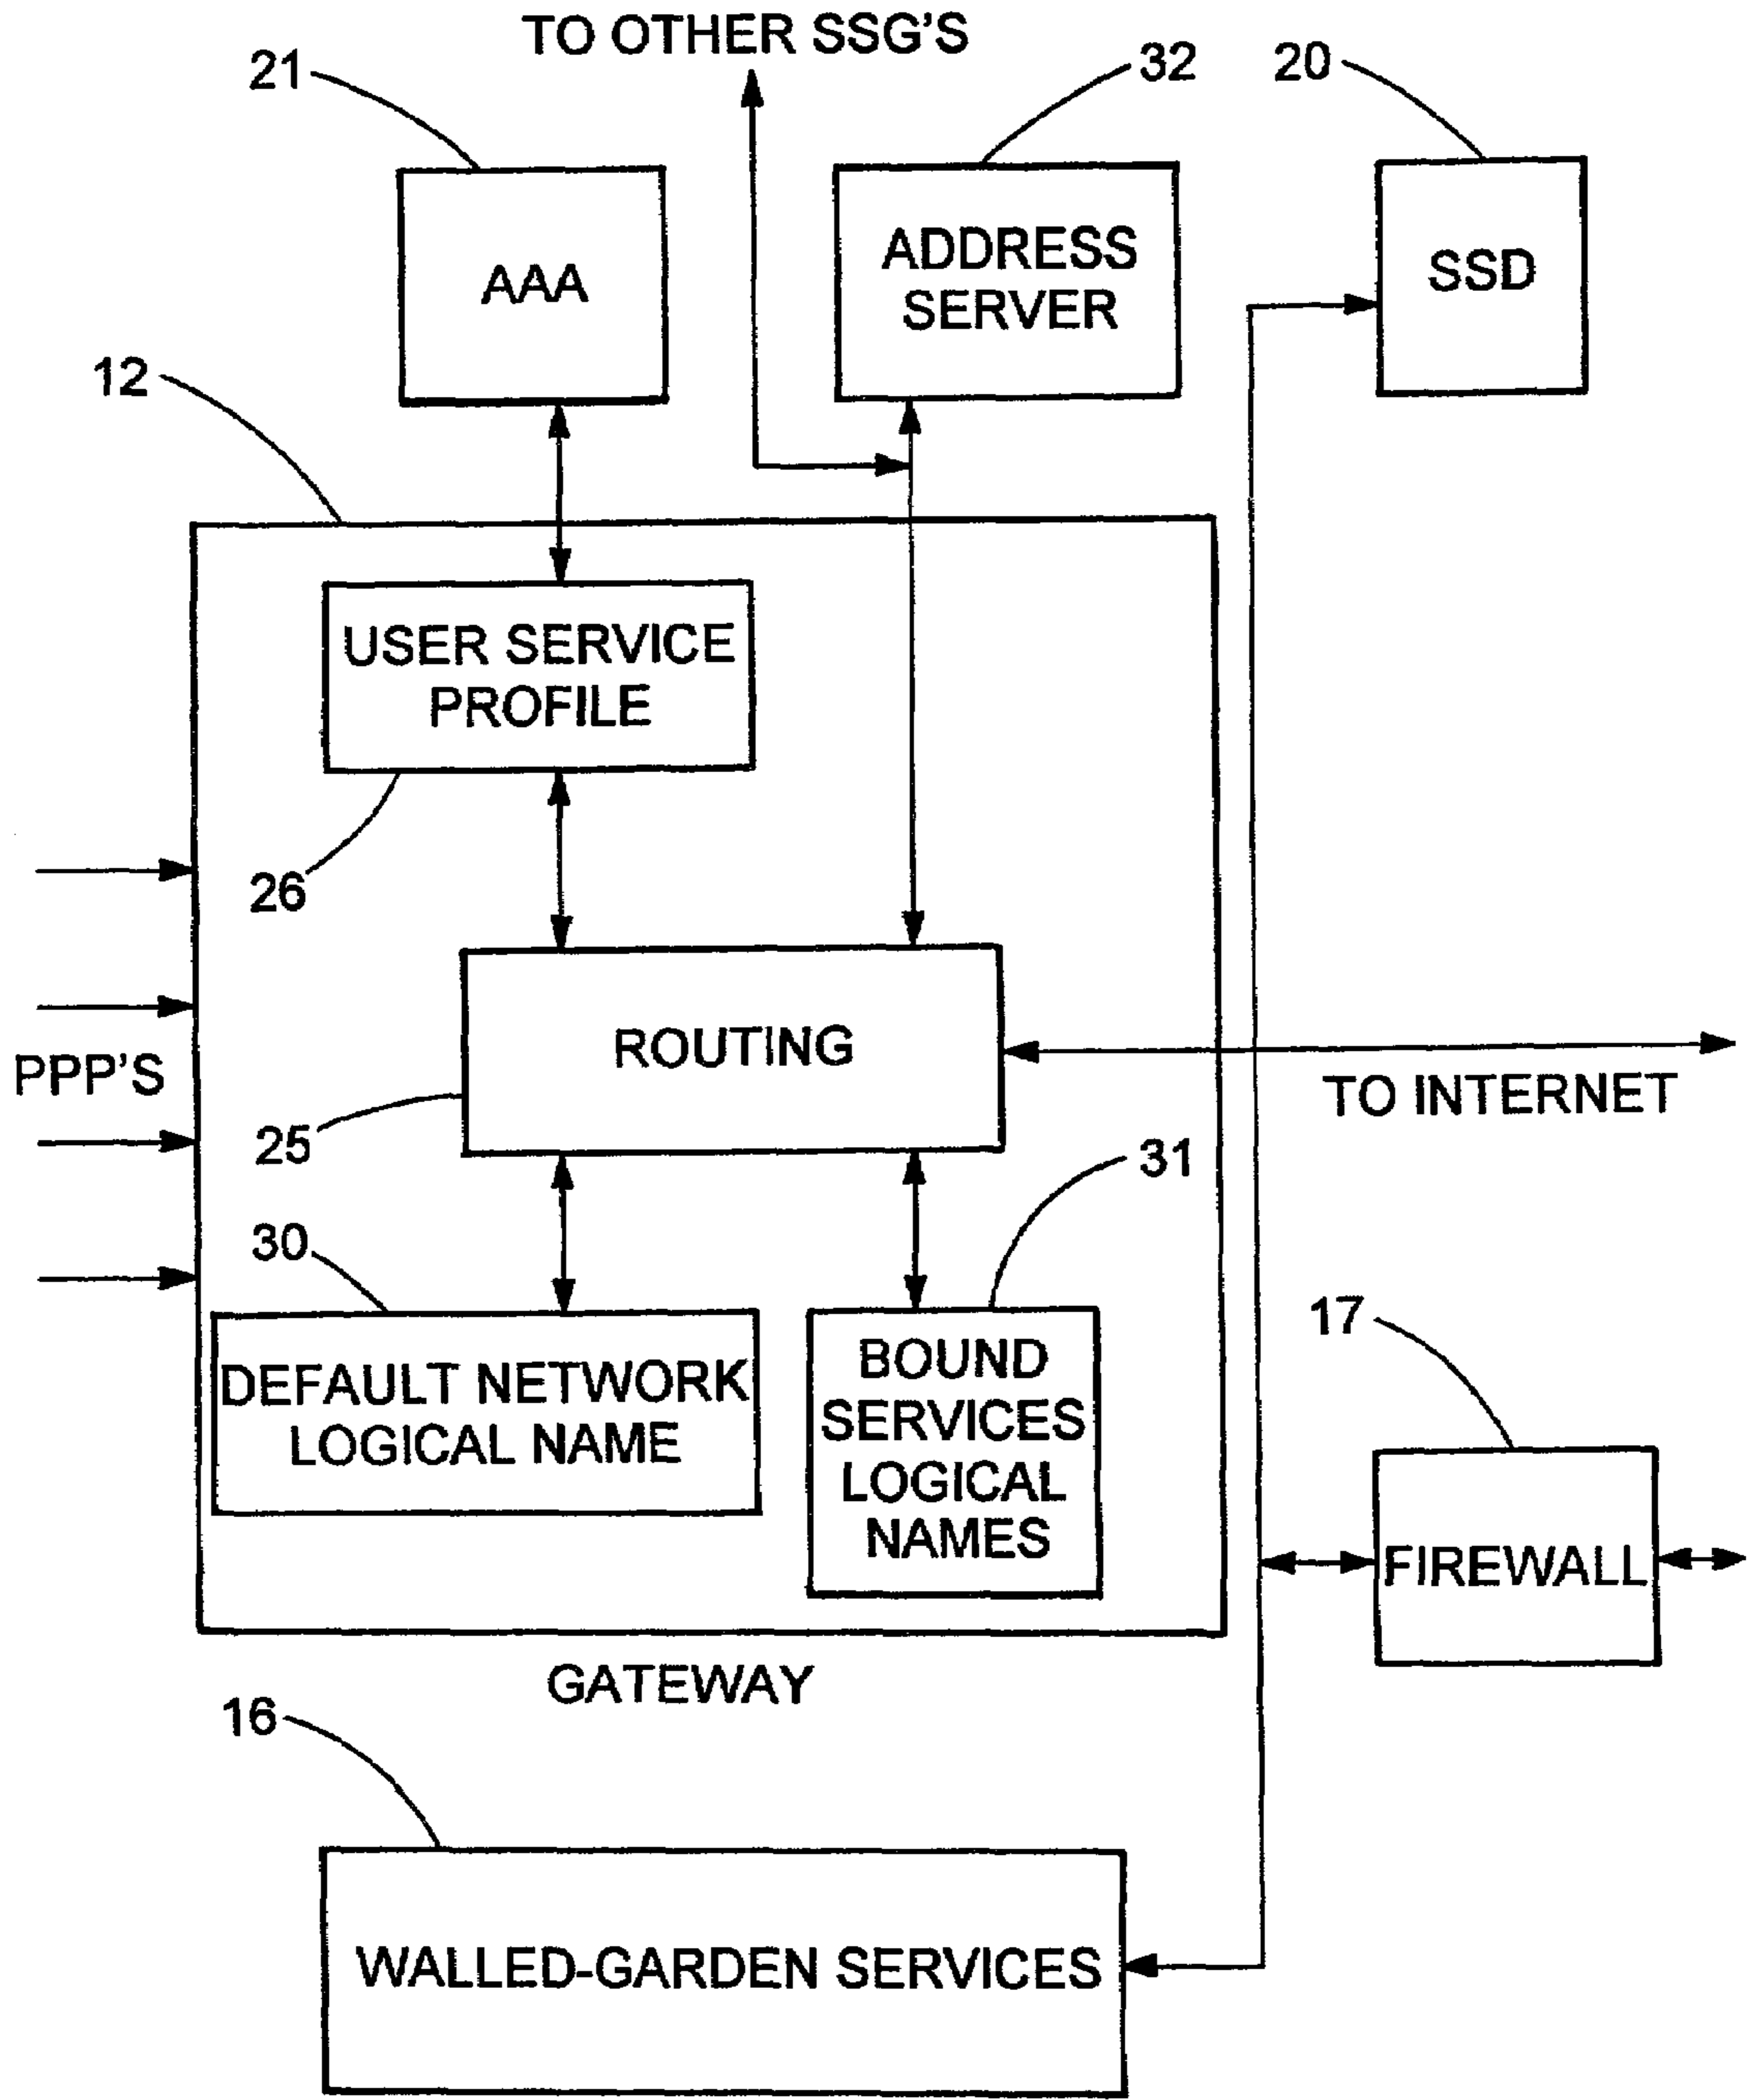 TO OTHER SSG'S
21
32
20
AAA
ADDRESS
SERVER
SSD
12
USER SERVICE
PROFILE
26
ROUTING
PPP'S
TO INTERNET
25
31
30
17
DEFAULT NETWORK
LOGICAL NAME
BOUND
SERVICES
LOGICAL
NAMES
FIREWALL
GATEWAY
16
WALLED-GARDEN SERVICES